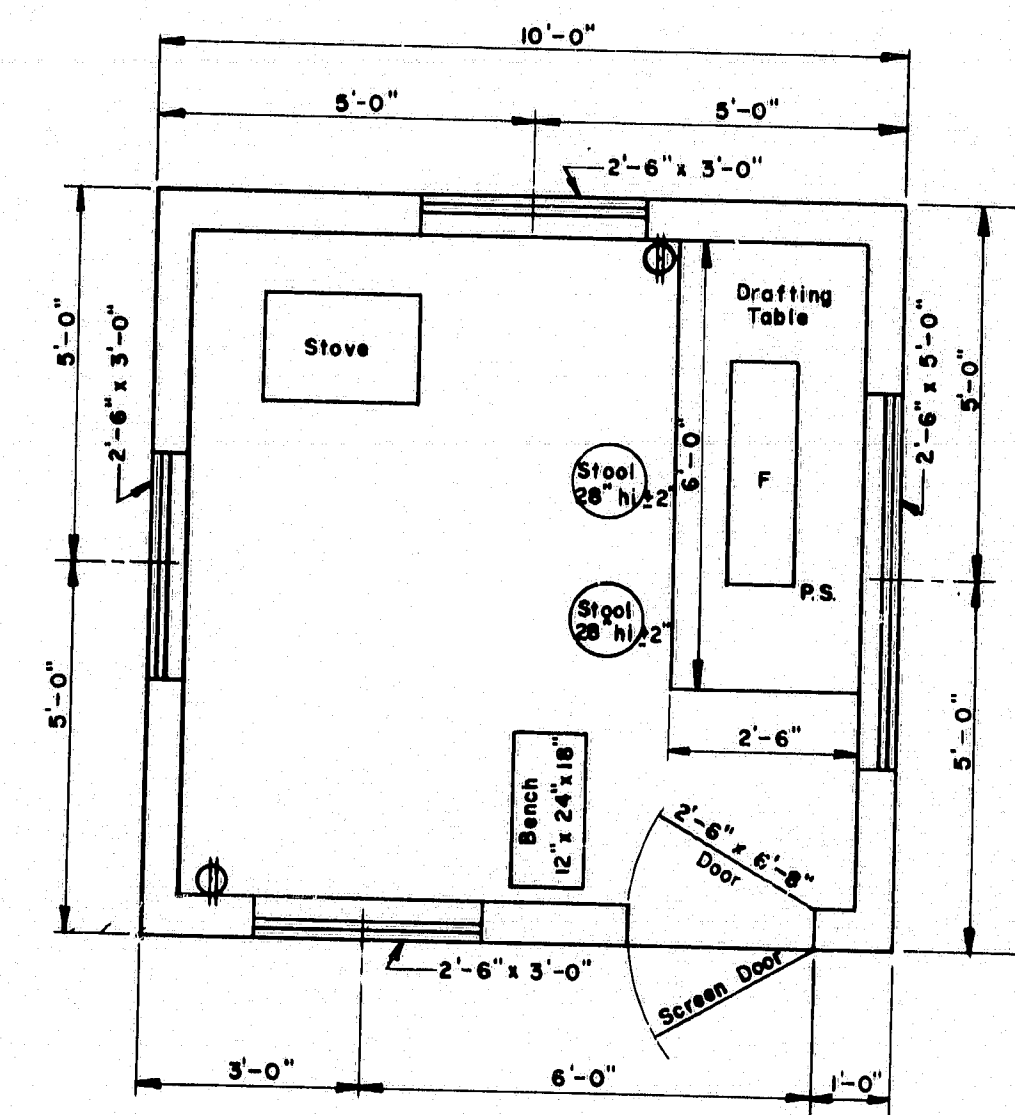 10'-0"
5'-0"
5'-0"
2'-6" x 3'-0"
5'-0"
2'-6" x 3'-0"
Stove
Drafting
Table
6'-0"
F
P.S.
2'-6" x 5'-0"
5'-0"
Stool
28" hi ±2"
Stool
28" hi ±2"
5'-0"
2'-6"
5'-0"
Bench
12" x 24" x 18"
2'-6" x 6'-8"
Door
Screen Door
2'-6" x 3'-0"
3'-0"
6'-0"
1'-0"